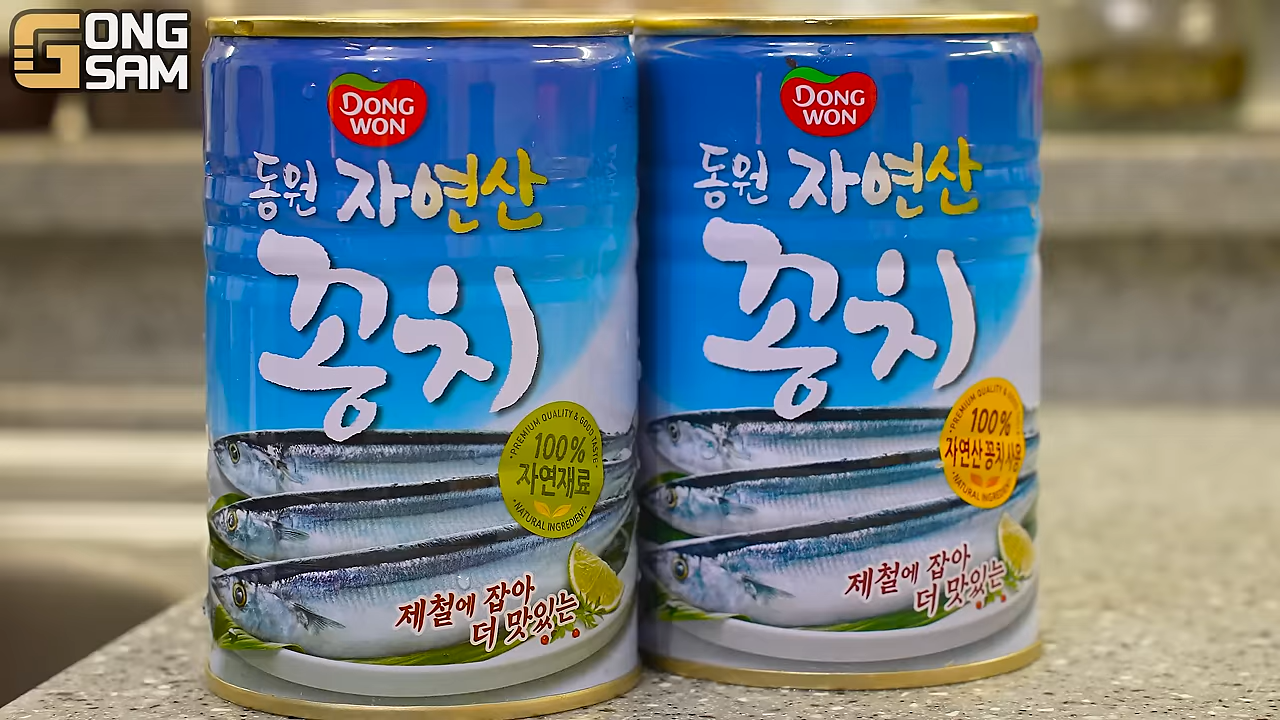 GONG
SAM
DONG
WON
동원 자연산
꽁치
PREMIUM QUALITY & GOOD TASTE
100%
자연재료
NATURAL INGREDIENT
제철에 잡아
더 맛있는
DONG
WON
동원 자연산
꽁치
PREMIUM QUALITY & GOOD
100%
자연산 꽁치 사용
NATURAL INGREDIENT
제철에 잡아
더 맛있는